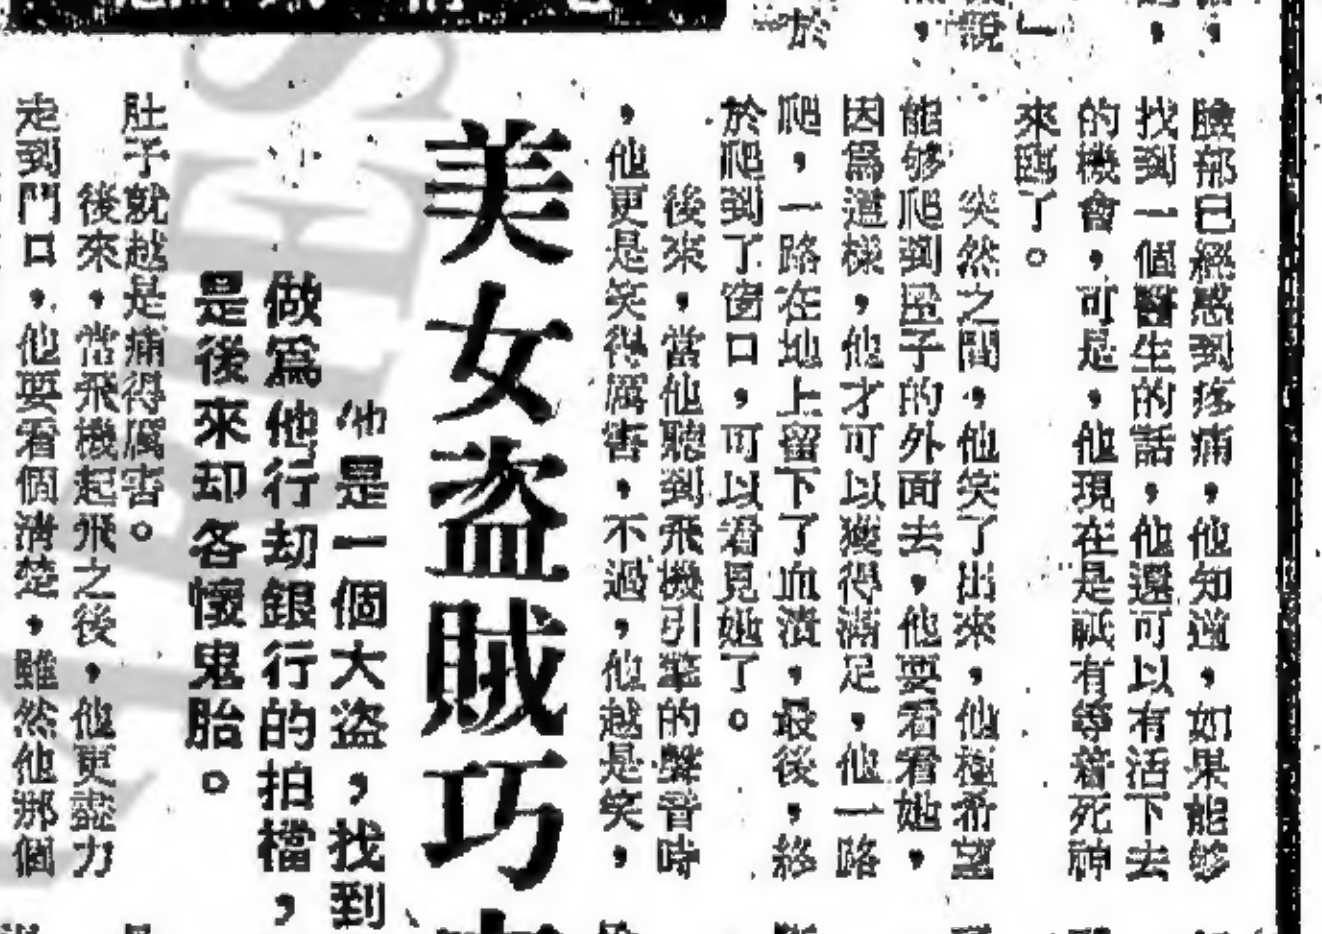 臉部已經感到疼痛，他知道，如果能够
找到一個醫生的話，他還可以有活下去
的機會，可是，他現在是祇有等着死神
來臨了。
突然之間，他笑了出來，他極希望
能够爬到屋子的外面去，他要看看她，
因爲這樣，他才可以獲得滿足，他一路
爬，一路在地上留下了血漬，最後，終
於爬到了窗口，可以看見她了。
後來，當他聽到飛機引擎的聲音時
，他更是笑得厲害，不過，他越是笑，
美女盜賊巧
他是一個大盜，找到
做爲他行刧銀行的拍檔，
是後來却各懷鬼胎。
肚子就越是痛得厲害。
後來，當飛機起飛之後，他更盡力
走到門口，他要看個清楚，雖然他那個